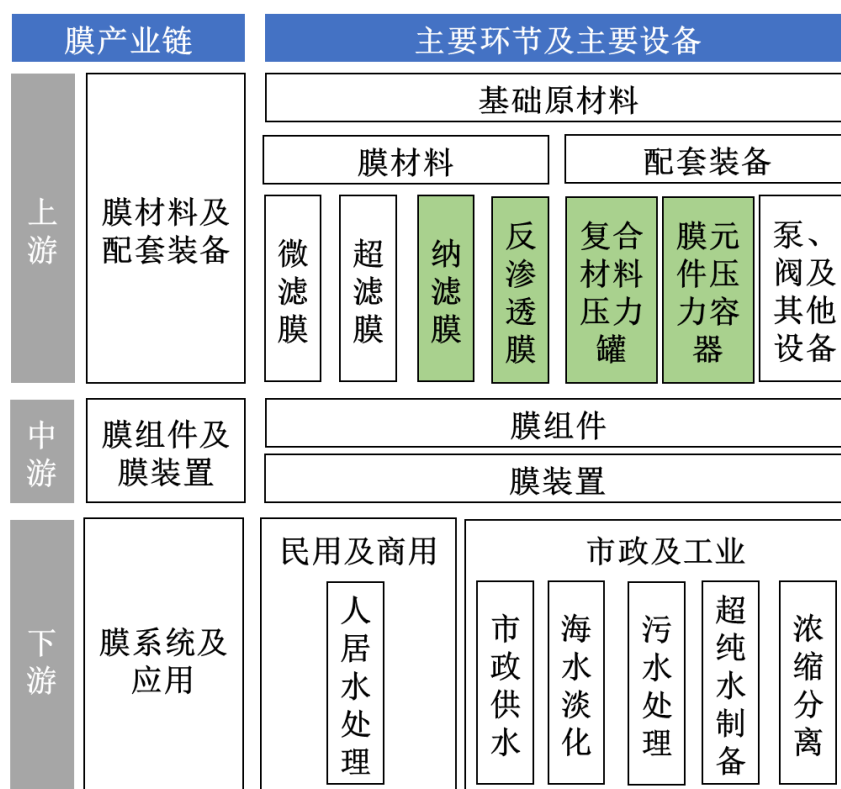 膜产业链
主要环节及主要设备
上
游
膜材料及
配套装备
基础原材料
膜材料
配套装备
微
滤
膜
超
滤
膜
纳
滤
膜
反
渗
透
膜
复合
材料
压力
罐
膜元
件压
力容
器
泵、
阀及
其他
设备
中
游
膜组件及
膜装置
膜组件
膜装置
下
游
膜系统及
应用
民用及商用
人
居
水
处
理
市政及工业
市
政
供
水
海
水
淡
化
污
水
处
理
超
纯
水
制
备
浓
缩
分
离